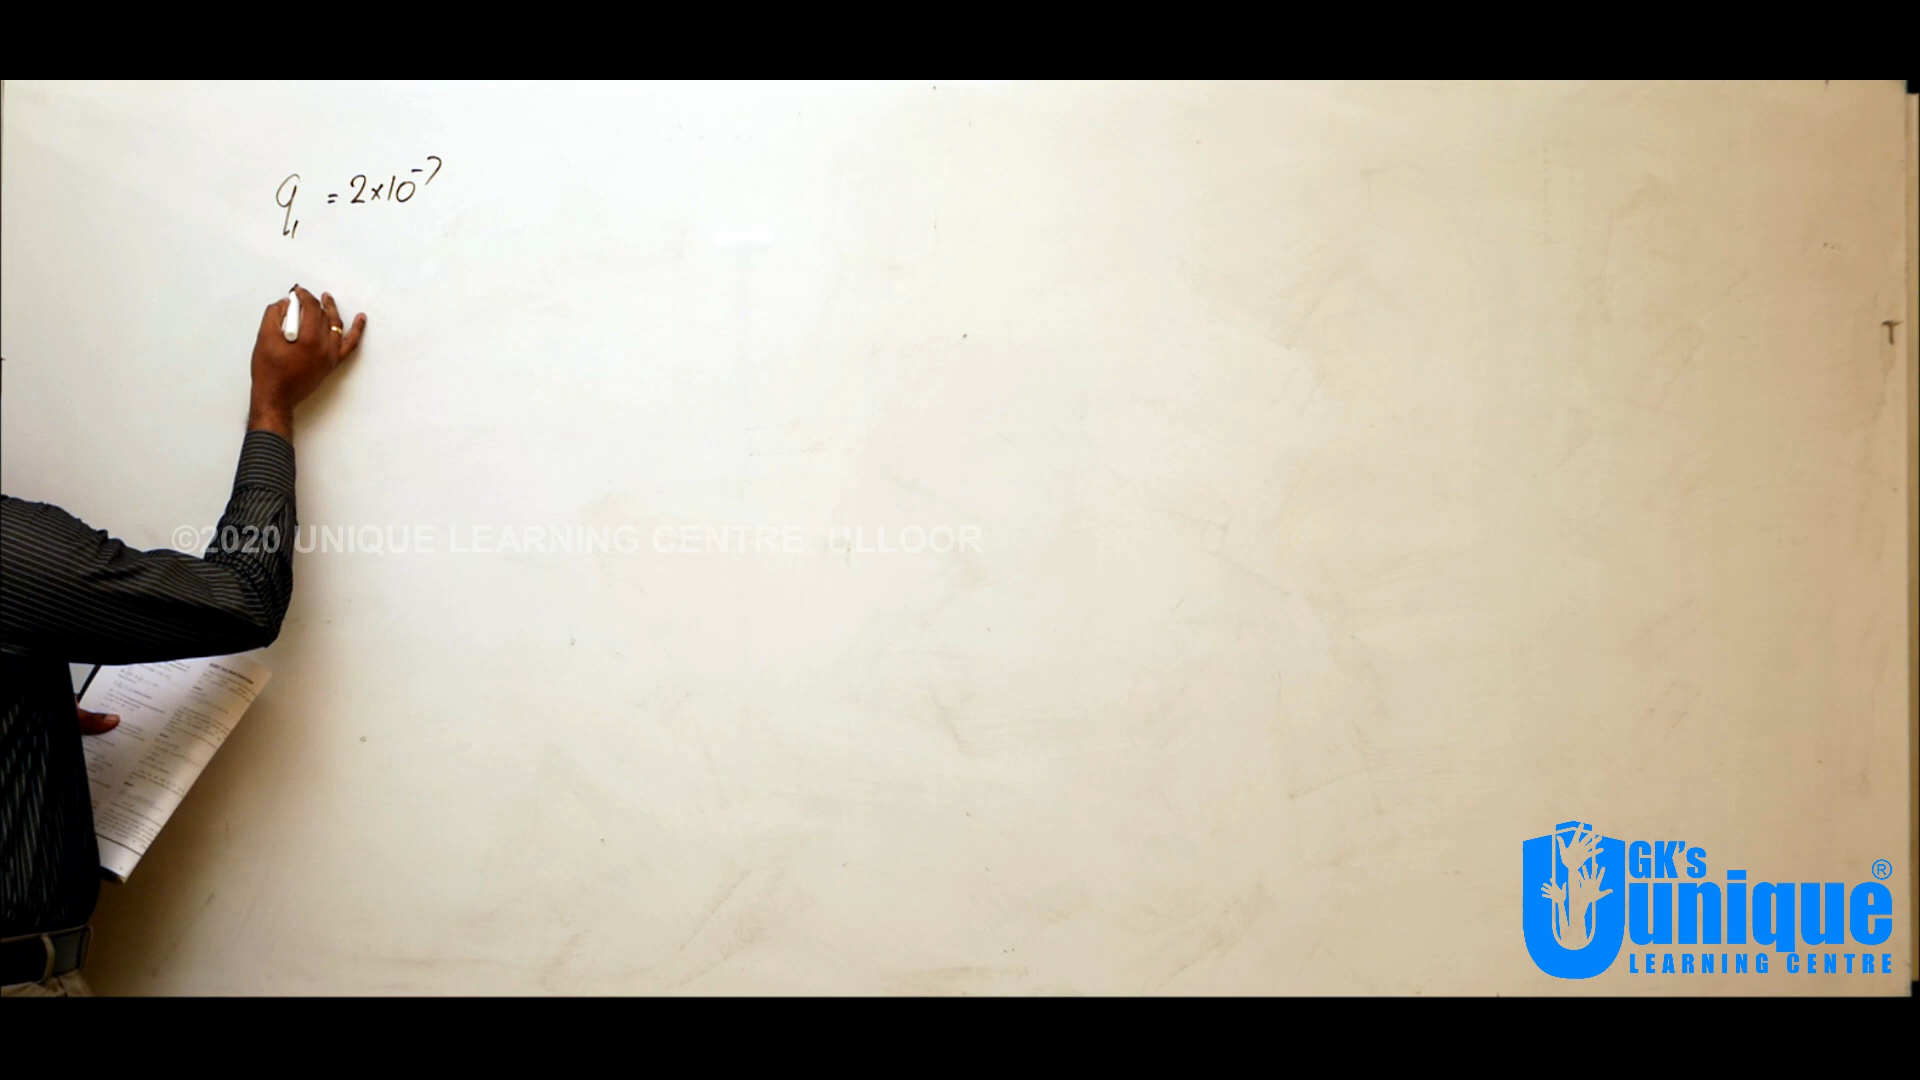 q₁ = 2×10⁻⁷
©2020 UNIQUE LEARNING CENTRE, ULLOOR
GK's
unique®
LEARNING CENTRE